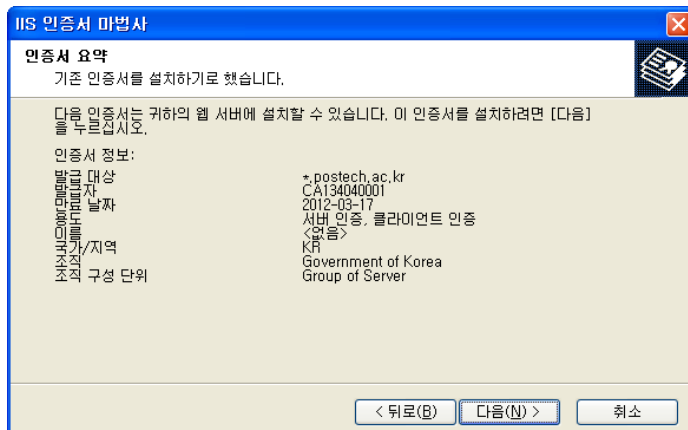 IIS 인증서 마법사
인증서 요약
기존 인증서를 설치하기로 했습니다.
다음 인증서는 귀하의 웹 서버에 설치할 수 있습니다. 이 인증서를 설치하려면 [다음]
을 누르십시오.
인증서 정보:
발급 대상 *.postech.ac.kr
발급자 CA134040001
만료 날짜 2012-03-17
용도 서버 인증, 클라이언트 인증
이름 <없음>
국가/지역 KR
조직 Government of Korea
조직 구성 단위 Group of Server
< 뒤로(B) 다음(N) > 취소